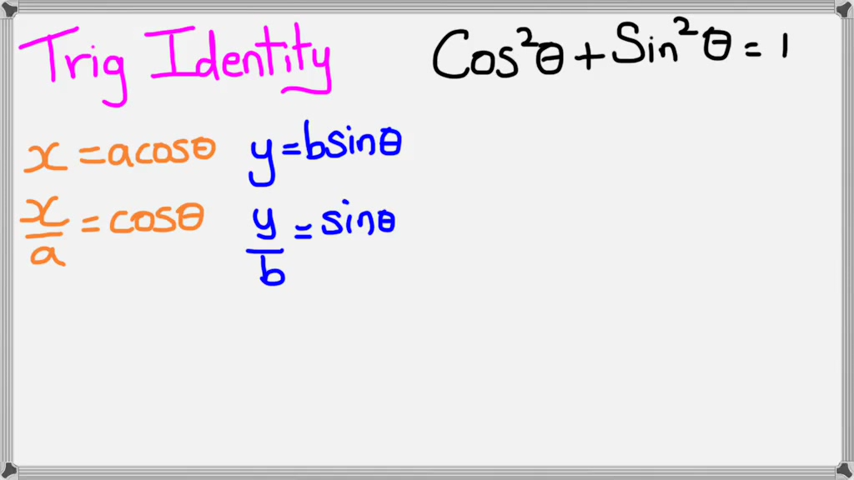 Trig Identity
Cos²θ + Sin²θ = 1
x = acosθ
y = bsinθ
x/a = cosθ
y/b = sinθ